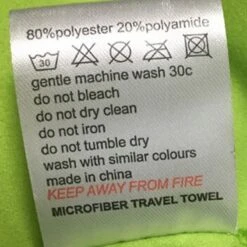 80%polyester 20%polyamide
30
gentle machine wash 30c
do not bleach
do not dry clean
do not iron
do not tumble dry
wash with similar colours
made in china
KEEP AWAY FROM FIRE
MICROFIBER TRAVEL TOWEL